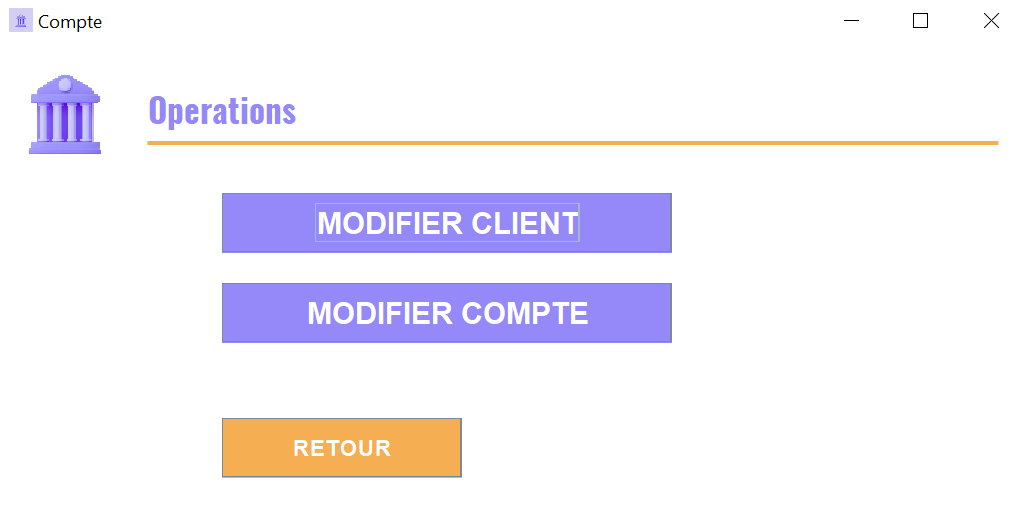 Compte
Operations
MODIFIER CLIENT
MODIFIER COMPTE
RETOUR